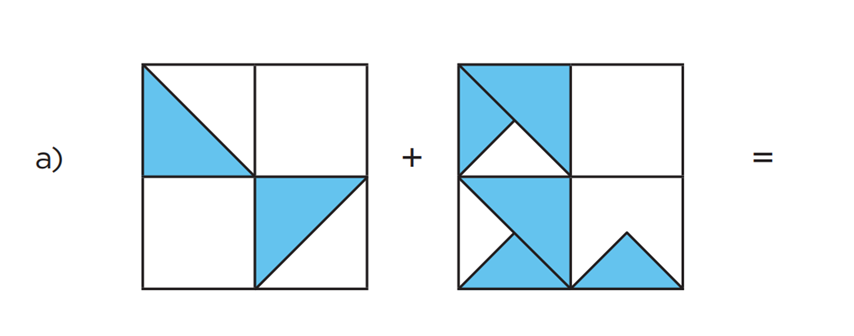 a) + =